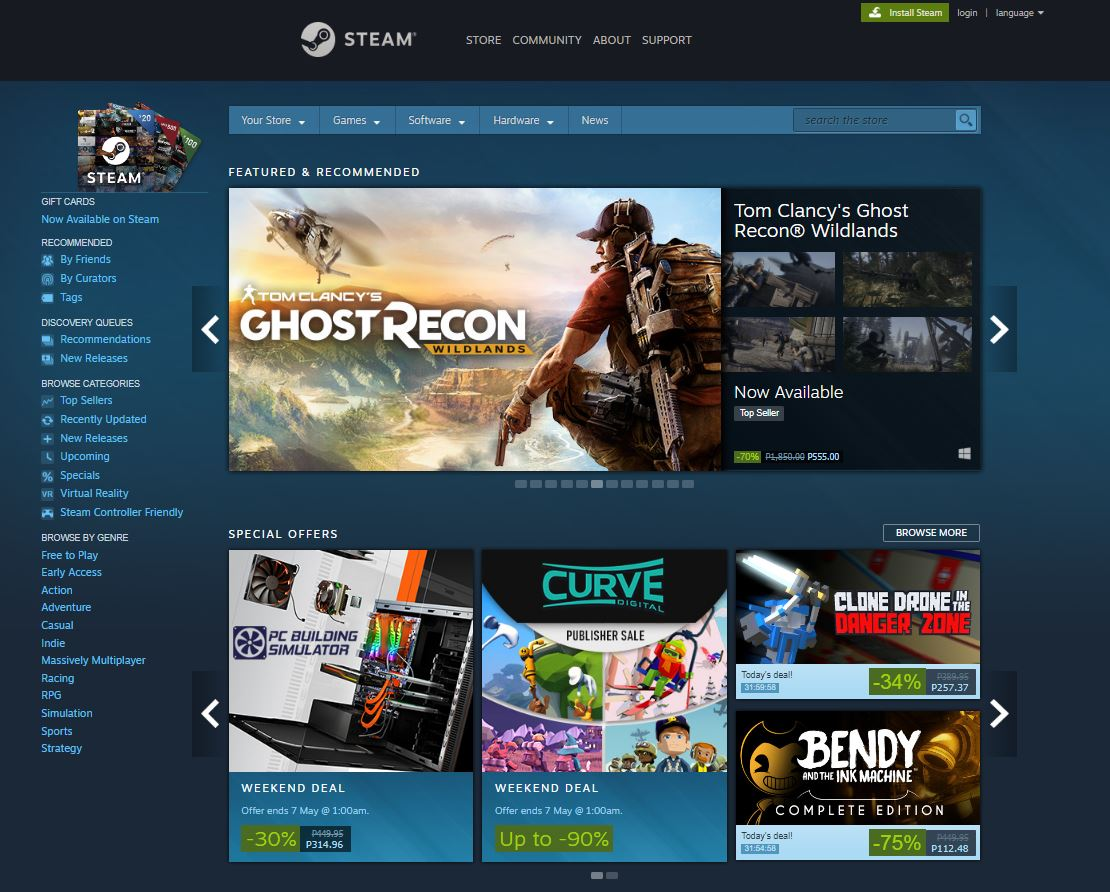 Install Steam
login | language
STEAM®
STORE COMMUNITY ABOUT SUPPORT
$20
$100
STEAM
Your Store Games Software Hardware News
search the store
GIFT CARDS
Now Available on Steam
RECOMMENDED
By Friends
By Curators
Tags
DISCOVERY QUEUES
Recommendations
New Releases
BROWSE CATEGORIES
Top Sellers
Recently Updated
New Releases
Upcoming
Specials
VR Virtual Reality
Steam Controller Friendly
BROWSE BY GENRE
Free to Play
Early Access
Action
Adventure
Casual
Indie
Massively Multiplayer
Racing
RPG
Simulation
Sports
Strategy
FEATURED & RECOMMENDED
TOM CLANCY'S
GHOST RECON
WILDLANDS
Tom Clancy's Ghost
Recon® Wildlands
Now Available
Top Seller
-70% P1,850.00 P555.00
SPECIAL OFFERS
BROWSE MORE
PC BUILDING
SIMULATOR
WEEKEND DEAL
Offer ends 7 May @ 1:00am.
-30% P449.95
P314.96
CURVE
DIGITAL
PUBLISHER SALE
WEEKEND DEAL
Offer ends 7 May @ 1:00am.
Up to -90%
CLONE DRONE IN
THE
DANGER ZONE
Today's deal!
31:59:58
-34% P389.95
P257.37
BENDY
AND THE INK MACHINE™
COMPLETE EDITION
Today's deal!
31:54:58
-75% P449.95
P112.48